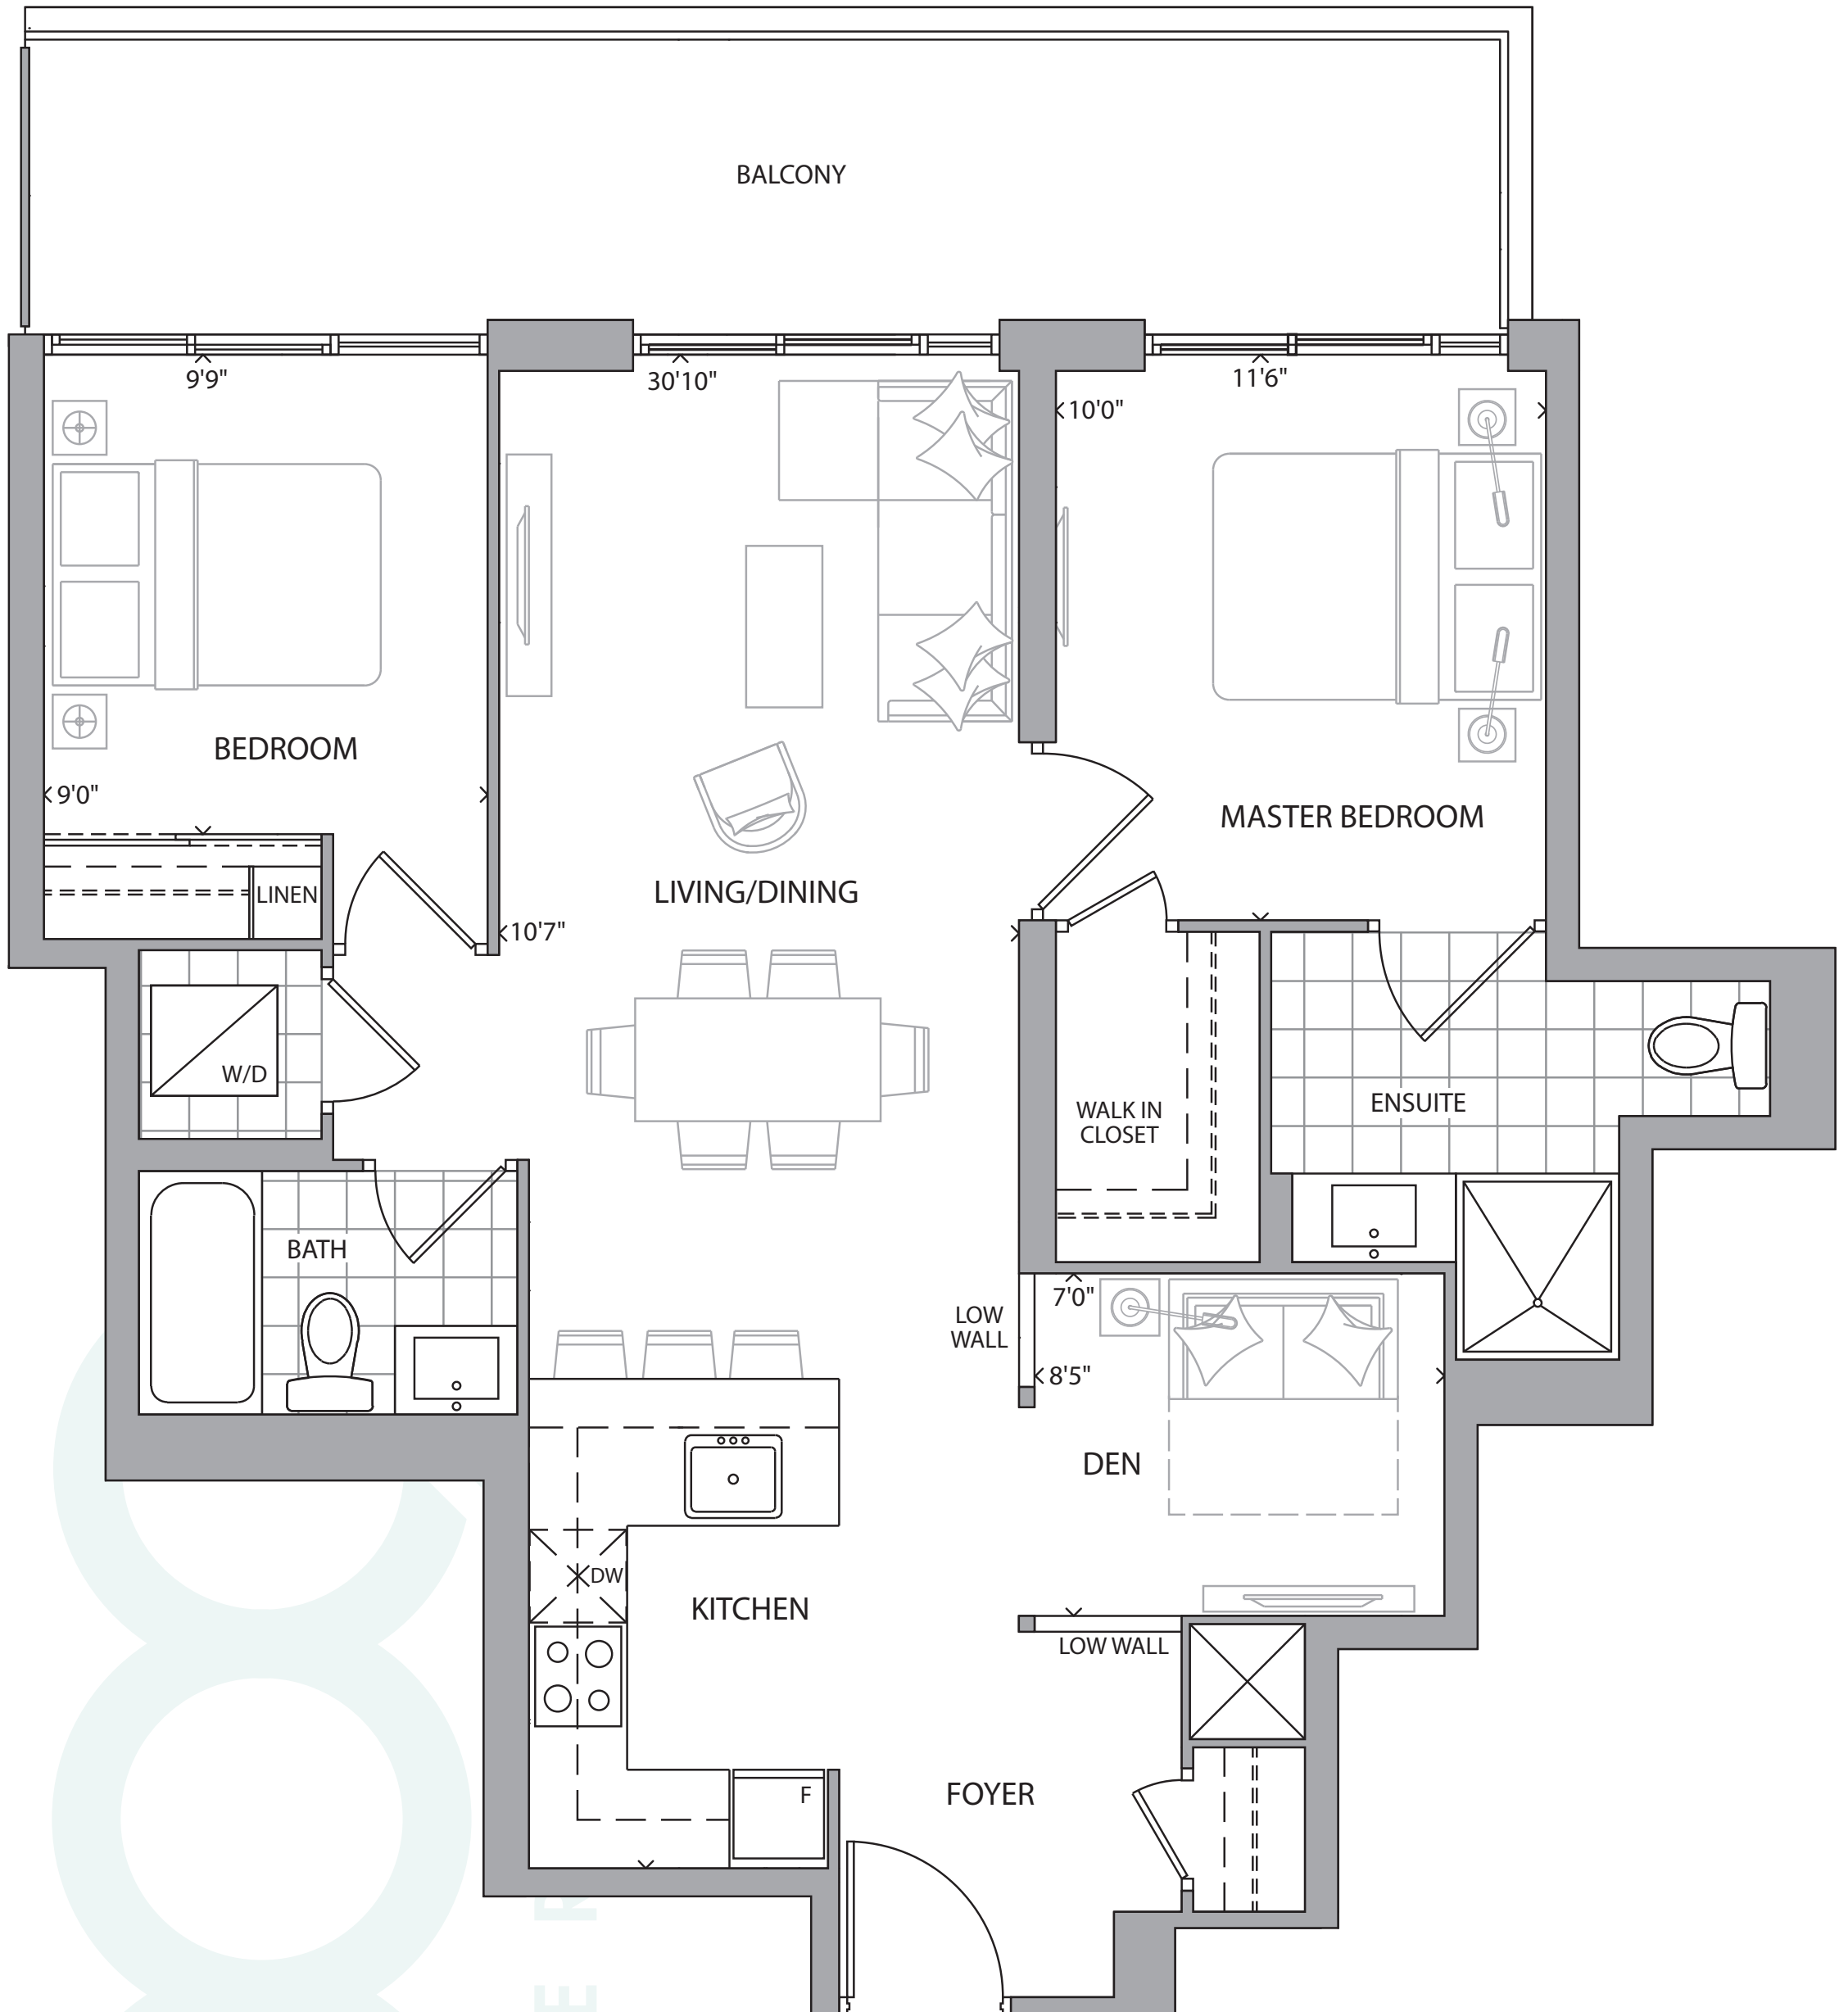 BALCONY
9'9"
30'10"
11'6"
10'0"
BEDROOM
9'0"
MASTER BEDROOM
LINEN
LIVING/DINING
10'7"
W/D
WALK IN
CLOSET
ENSUITE
BATH
7'0"
LOW
WALL
8'5"
DEN
DW
KITCHEN
LOW WALL
FOYER
F
E R